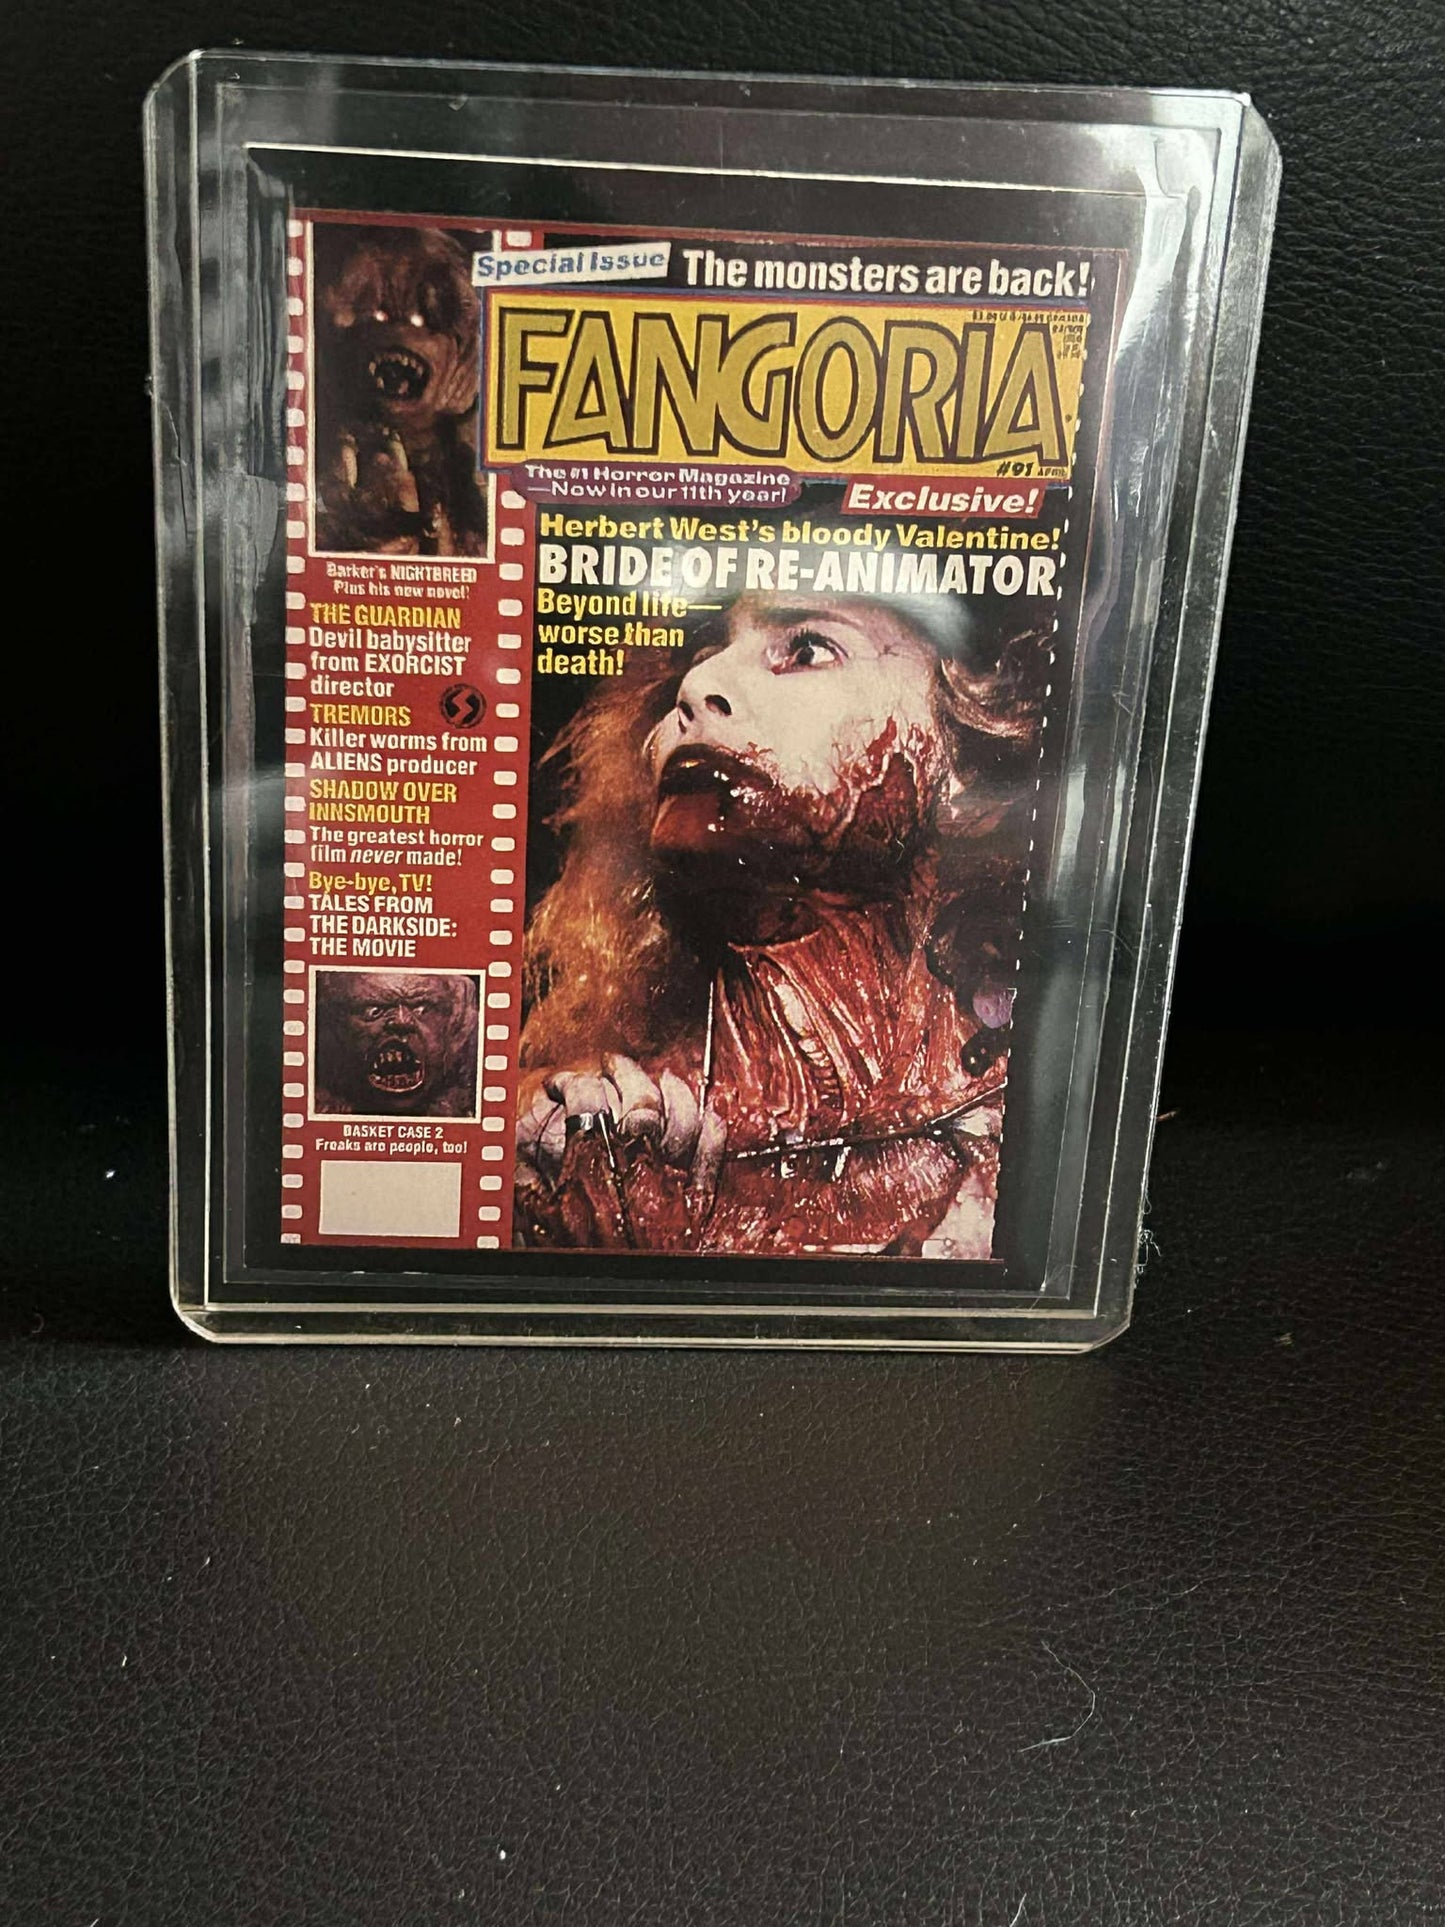 Special Issue
The monsters are back!
FANGORIA
#91 APRIL
The #1 Horror Magazine
—Now in our 11th year!
Exclusive!
Herbert West's bloody Valentine!
BRIDE OF RE-ANIMATOR
Beyond life—
worse than
death!
Barker's NIGHTBREED
Plus his new novel!
THE GUARDIAN
Devil babysitter
from EXORCIST
director
TREMORS
Killer worms from
ALIENS producer
SHADOW OVER
INNSMOUTH
The greatest horror
film never made!
Bye-bye, TV!
TALES FROM
THE DARKSIDE:
THE MOVIE
BASKET CASE 2
Freaks are people, too!